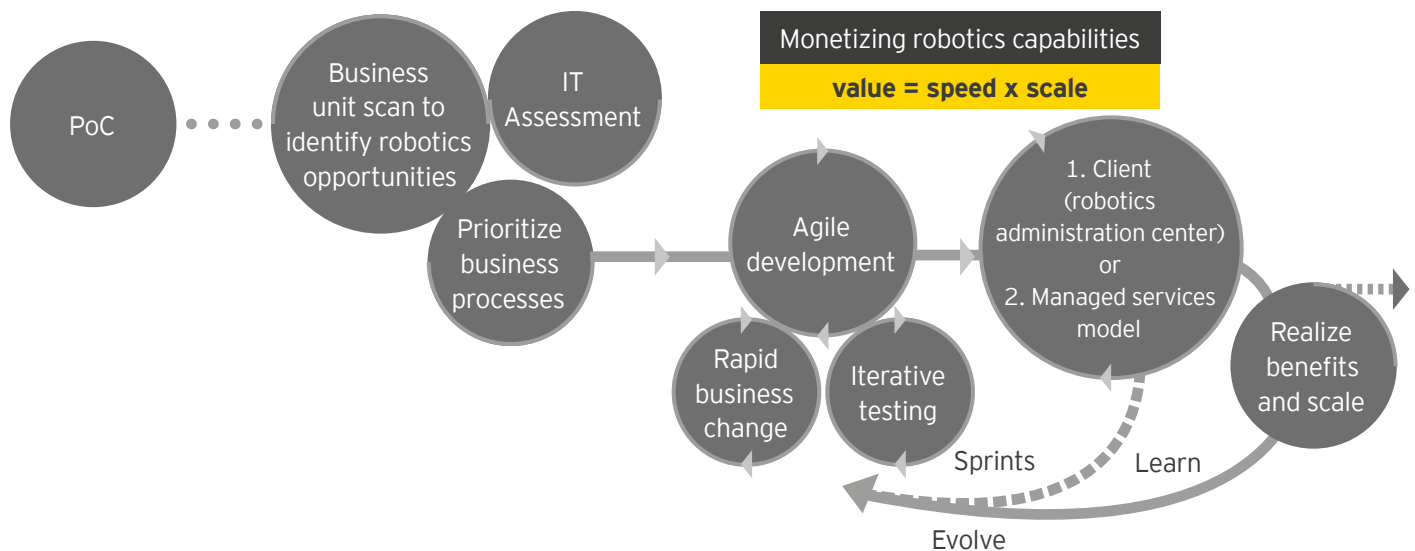 PoC
Business
unit scan to
identify robotics
opportunities
IT
Assessment
Prioritize
business
processes
Monetizing robotics capabilities
value = speed x scale
Agile
development
Rapid
business
change
Iterative
testing
1. Client
(robotics
administration center)
or
2. Managed services
model
Realize
benefits
and scale
Sprints
Learn
Evolve